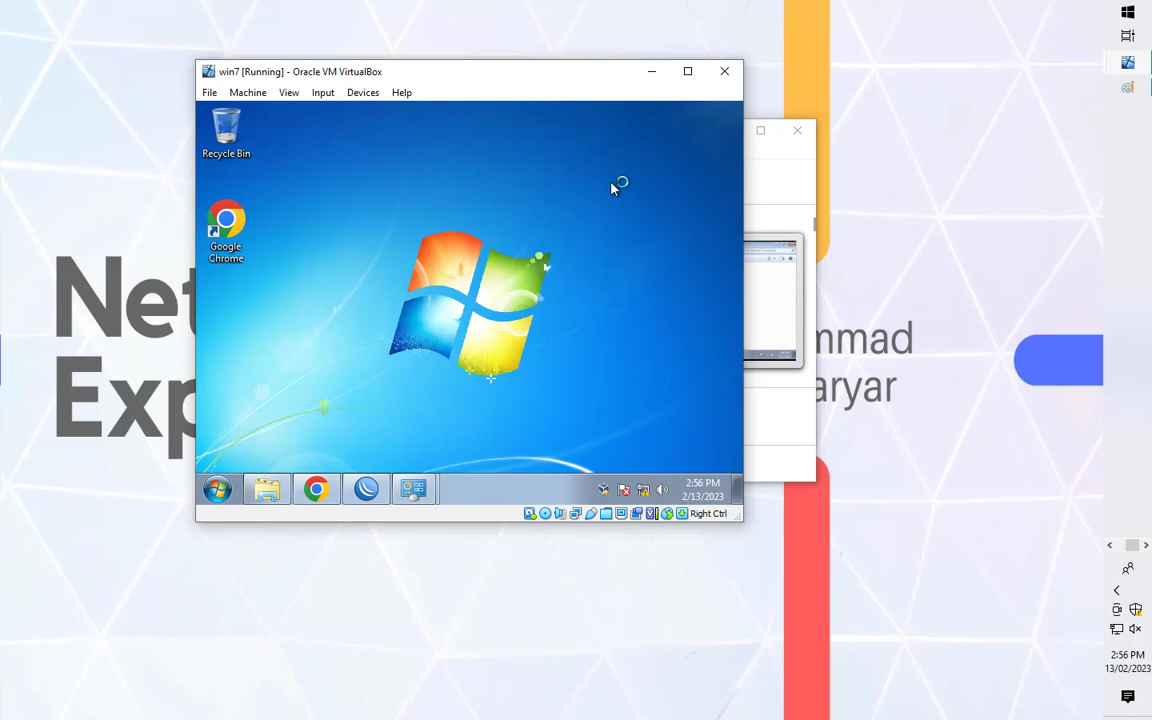 win7 [Running] - Oracle VM VirtualBox
File Machine View Input Devices Help
Recycle Bin
Google
Chrome
Net
Exp
mmad
aryar
2:56 PM
2/13/2023
Right Ctrl
2:56 PM
13/02/2023